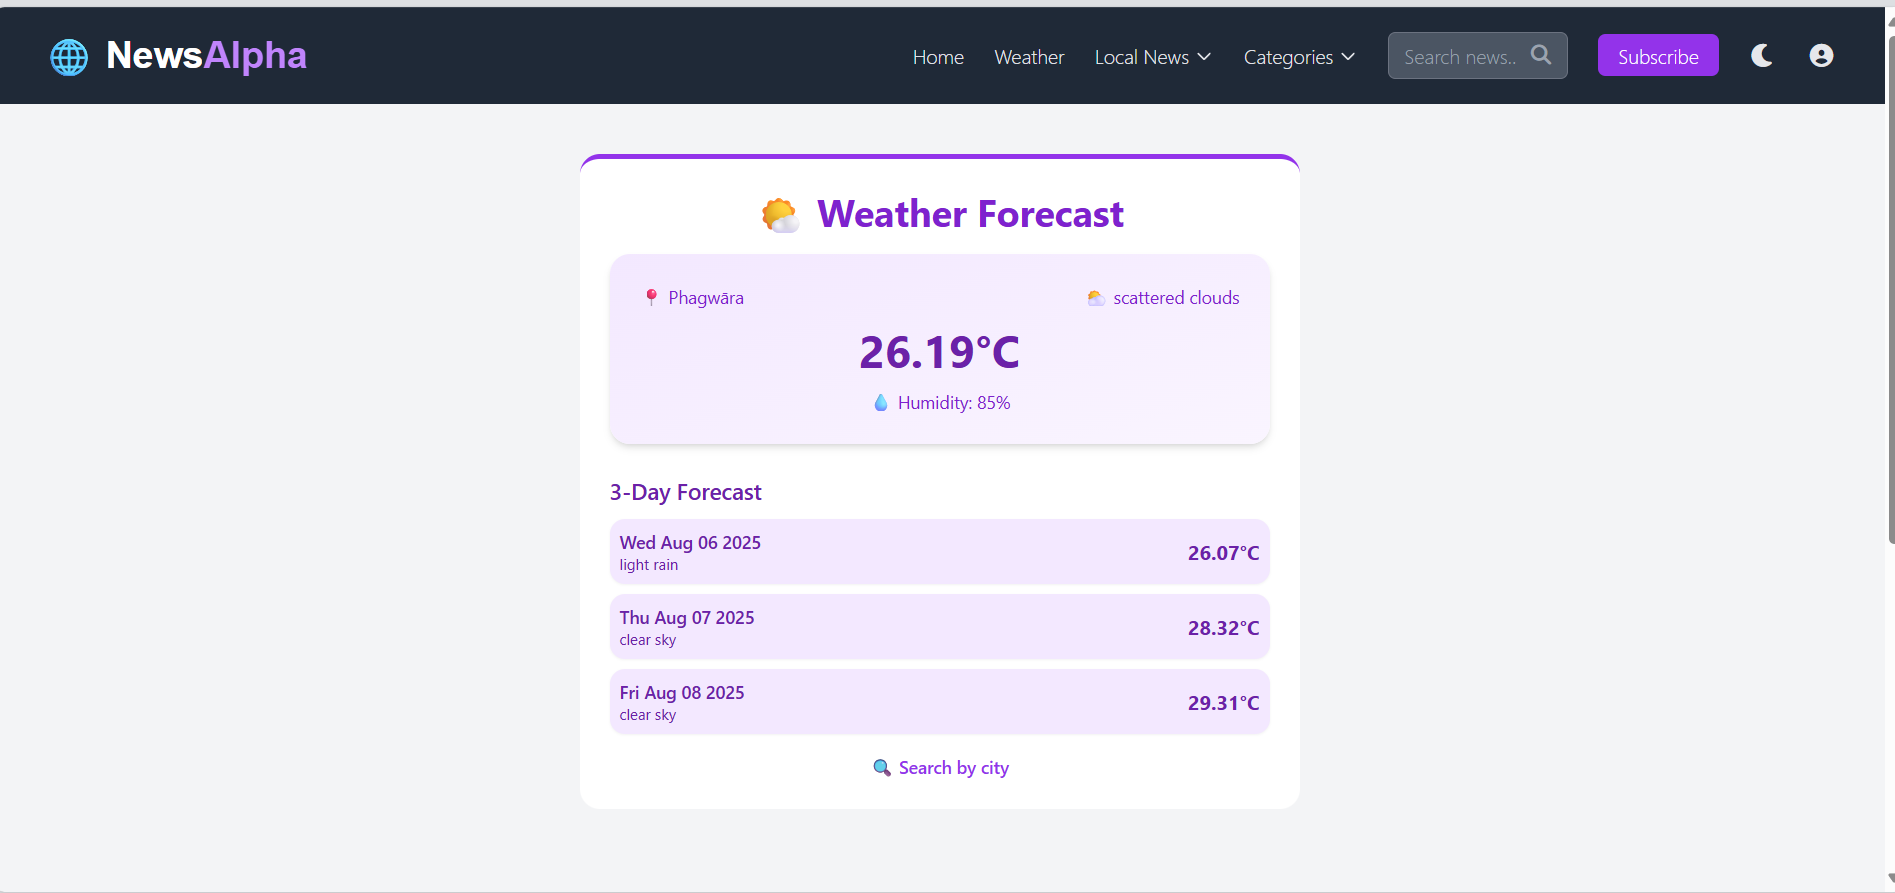 NewsAlpha
Home Weather Local News Categories Search news.. Subscribe
Weather Forecast
Phagwāra scattered clouds
26.19°C
Humidity: 85%
3-Day Forecast
Wed Aug 06 2025
light rain
26.07°C
Thu Aug 07 2025
clear sky
28.32°C
Fri Aug 08 2025
clear sky
29.31°C
Search by city